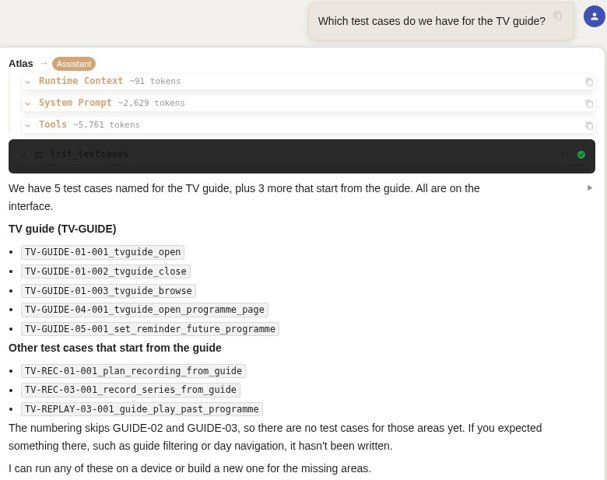 Which test cases do we have for the TV guide?
Atlas → Assistant
Runtime Context ~91 tokens
System Prompt ~2,629 tokens
Tools ~5,761 tokens
list_testcases
We have 5 test cases named for the TV guide, plus 3 more that start from the guide. All are on the
interface.
TV guide (TV-GUIDE)
• TV-GUIDE-01-001_tvguide_open
• TV-GUIDE-01-002_tvguide_close
• TV-GUIDE-01-003_tvguide_browse
• TV-GUIDE-04-001_tvguide_open_programme_page
• TV-GUIDE-05-001_set_reminder_future_programme
Other test cases that start from the guide
• TV-REC-01-001_plan_recording_from_guide
• TV-REC-03-001_record_series_from_guide
• TV-REPLAY-03-001_guide_play_past_programme
The numbering skips GUIDE-02 and GUIDE-03, so there are no test cases for those areas yet. If you expected
something there, such as guide filtering or day navigation, it hasn't been written.
I can run any of these on a device or build a new one for the missing areas.